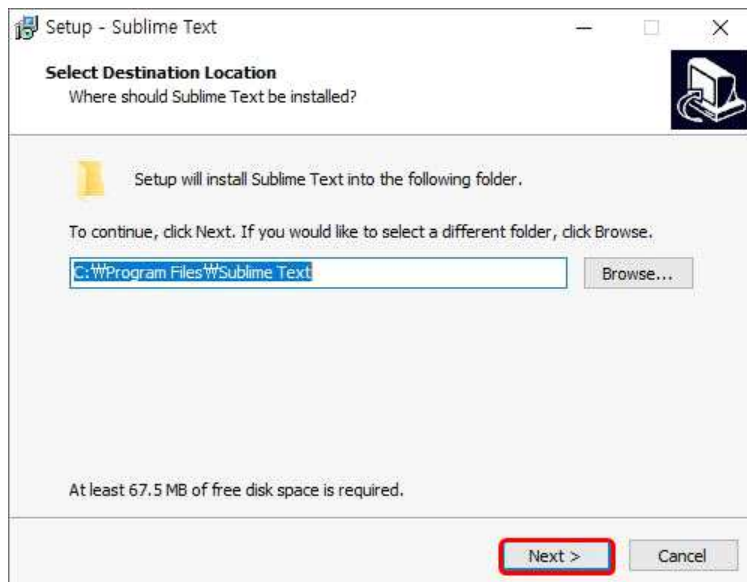 Setup - Sublime Text
Select Destination Location
Where should Sublime Text be installed?
Setup will install Sublime Text into the following folder.
To continue, click Next. If you would like to select a different folder, click Browse.
C:₩Program Files₩Sublime Text
Browse...
At least 67.5 MB of free disk space is required.
Next >
Cancel